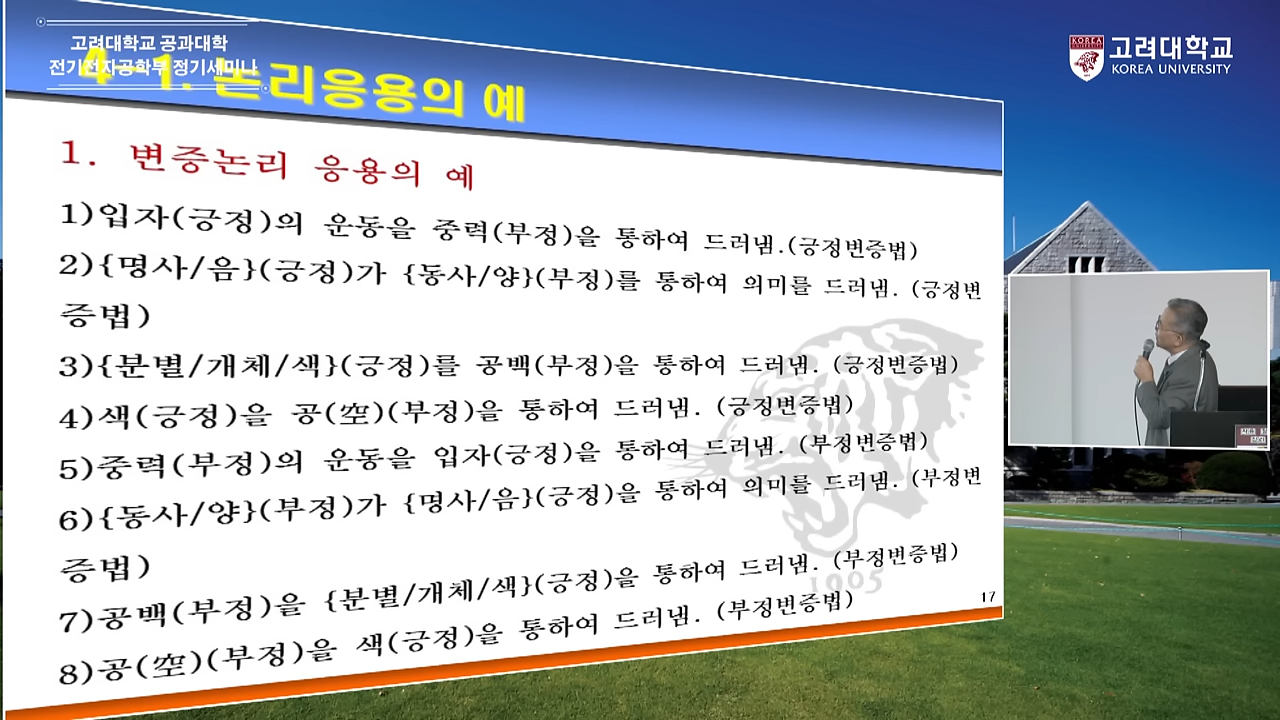 고려대학교 공과대학
전기전자공학부 정기세미나
4-1. 논리응용의 예
KOREA
고려대학교
KOREA UNIVERSITY
1. 변증논리 응용의 예
1)입자(긍정)의 운동을 중력(부정)을 통하여 드러냄.(긍정변증법)
2){명사/음}(긍정)가 {동사/양}(부정)를 통하여 의미를 드러냄. (긍정변
증법)
3){분별/개체/색}(긍정)를 공백(부정)을 통하여 드러냄. (긍정변증법)
4)색(긍정)을 공(空)(부정)을 통하여 드러냄. (긍정변증법)
5)중력(부정)의 운동을 입자(긍정)을 통하여 드러냄. (부정변증법)
6){동사/양}(부정)가 {명사/음}(긍정)을 통하여 의미를 드러냄. (부정변
증법)
7)공백(부정)을 {분별/개체/색}(긍정)을 통하여 드러냄. (부정변증법)
8)공(空)(부정)을 색(긍정)을 통하여 드러냄. (부정변증법)
1905
17